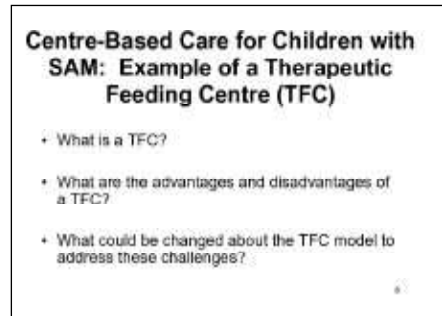 Centre-Based Care for Children with
SAM:  Example of a Therapeutic
Feeding Centre (TFC)
• What is a TFC?
• What are the advantages and disadvantages of
a TFC?
• What could be changed about the TFC model to
address these challenges?